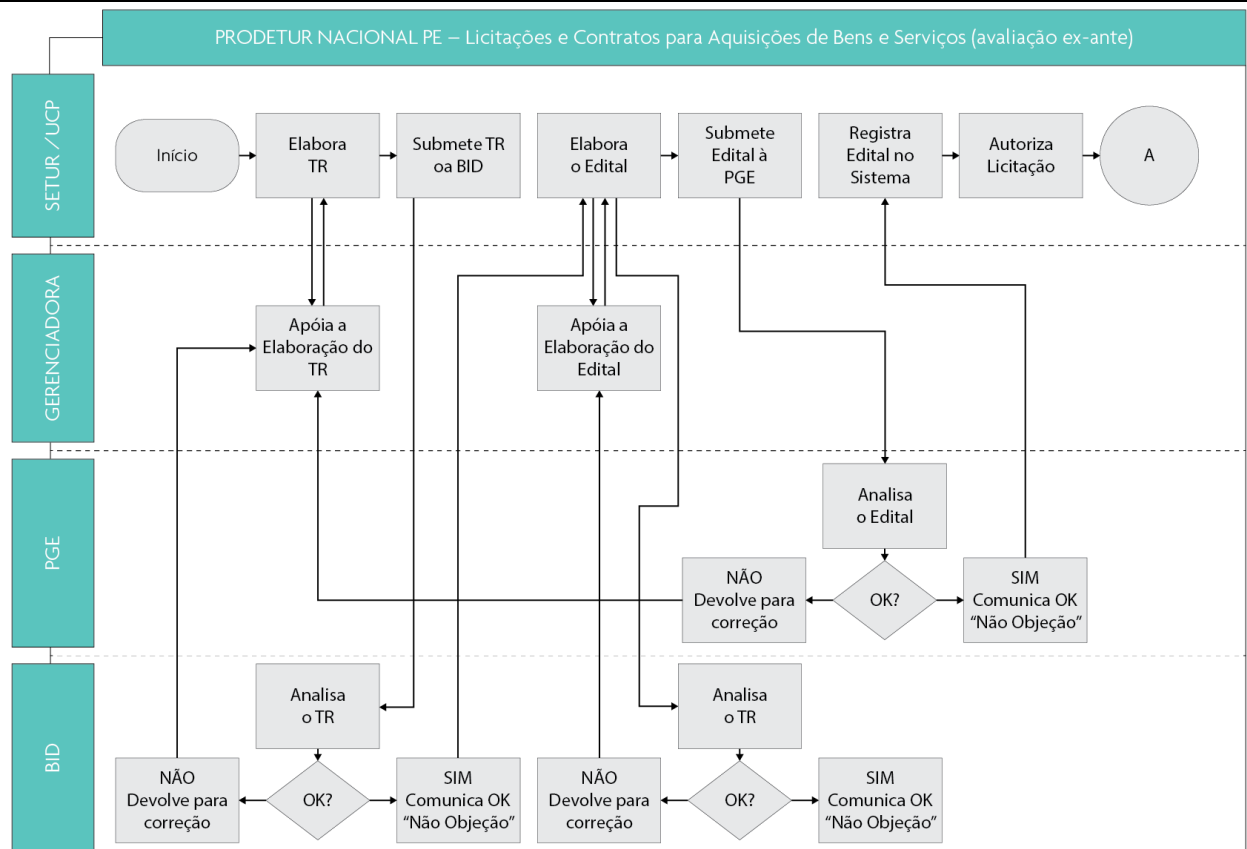 PRODETUR NACIONAL PE – Licitações e Contratos para Aquisições de Bens e Serviços (avaliação ex-ante)
SETUR /UCP
Início
Elabora
TR
Submete TR
oa BID
Elabora
o Edital
Submete
Edital à
PGE
Registra
Edital no
Sistema
Autoriza
Licitação
A
GERENCIADORA
Apóia a
Elaboração do
TR
Apóia a
Elaboração do
Edital
PGE
Analisa
o Edital
NÃO
Devolve para
correção
OK?
SIM
Comunica OK
“Não Objeção”
BID
Analisa
o TR
NÃO
Devolve para
correção
OK?
SIM
Comunica OK
“Não Objeção”
Analisa
o TR
NÃO
Devolve para
correção
OK?
SIM
Comunica OK
“Não Objeção”